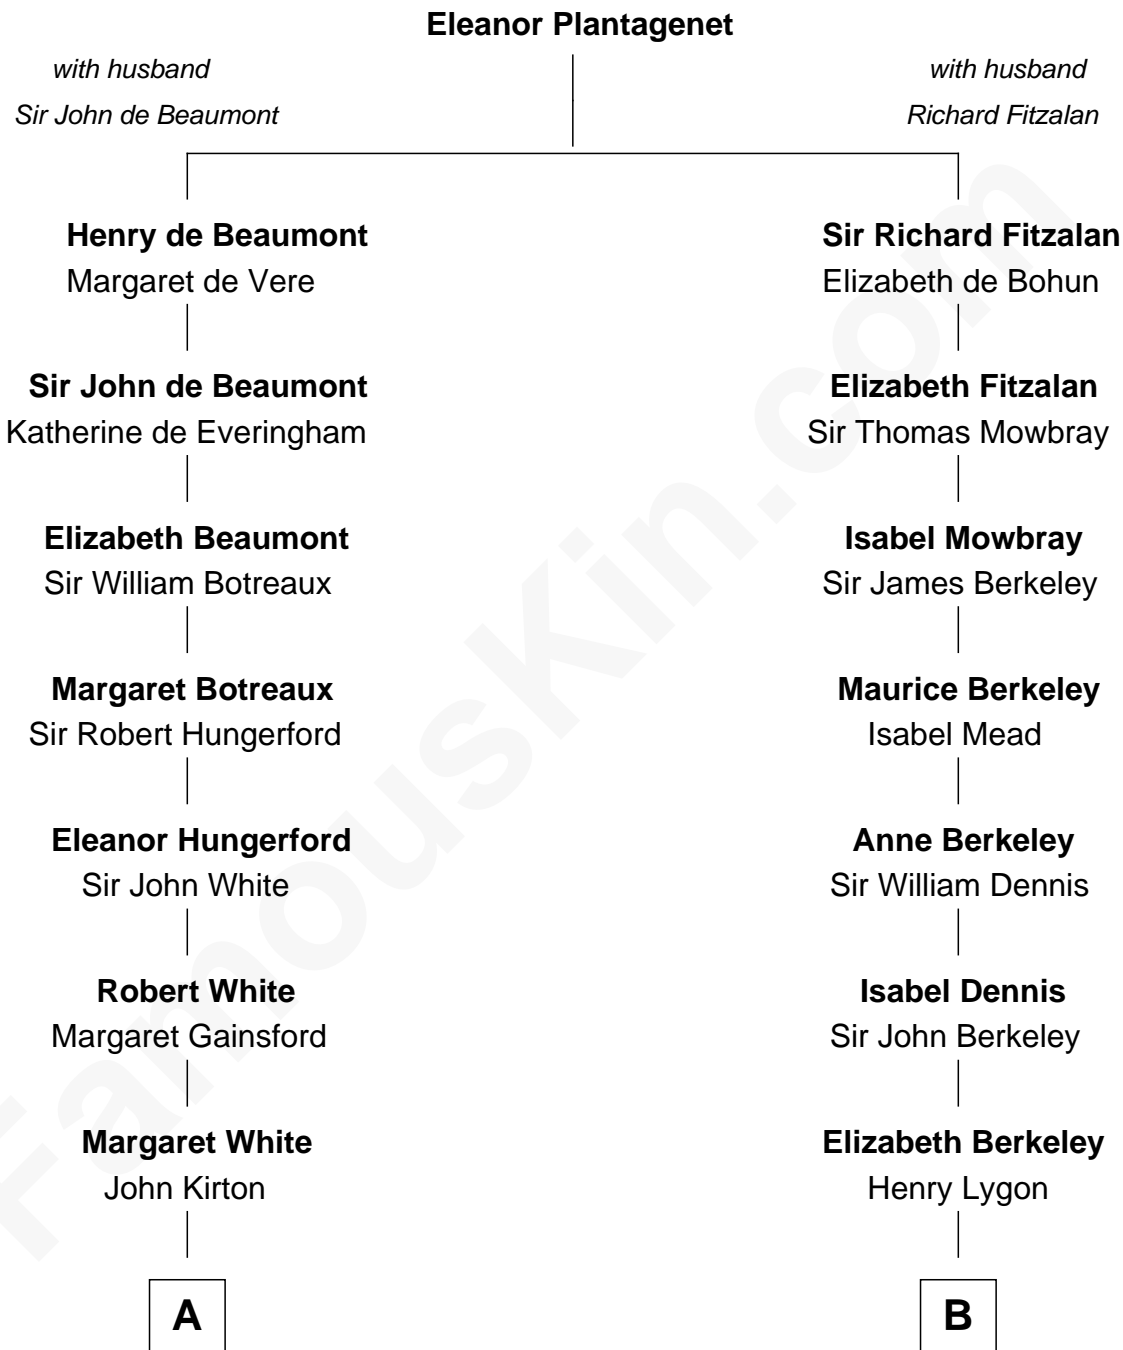 Eleanor Plantagenet
with husband
Sir John de Beaumont
with husband
Richard Fitzalan
Henry de Beaumont
Margaret de Vere
Sir Richard Fitzalan
Elizabeth de Bohun
Sir John de Beaumont
Katherine de Everingham
Elizabeth Fitzalan
Sir Thomas Mowbray
Elizabeth Beaumont
Sir William Botreaux
Isabel Mowbray
Sir James Berkeley
Margaret Botreaux
Sir Robert Hungerford
Maurice Berkeley
Isabel Mead
Eleanor Hungerford
Sir John White
Anne Berkeley
Sir William Dennis
Robert White
Margaret Gainsford
Isabel Dennis
Sir John Berkeley
Margaret White
John Kirton
Elizabeth Berkeley
Henry Lygon
A
B
FamousKin.com